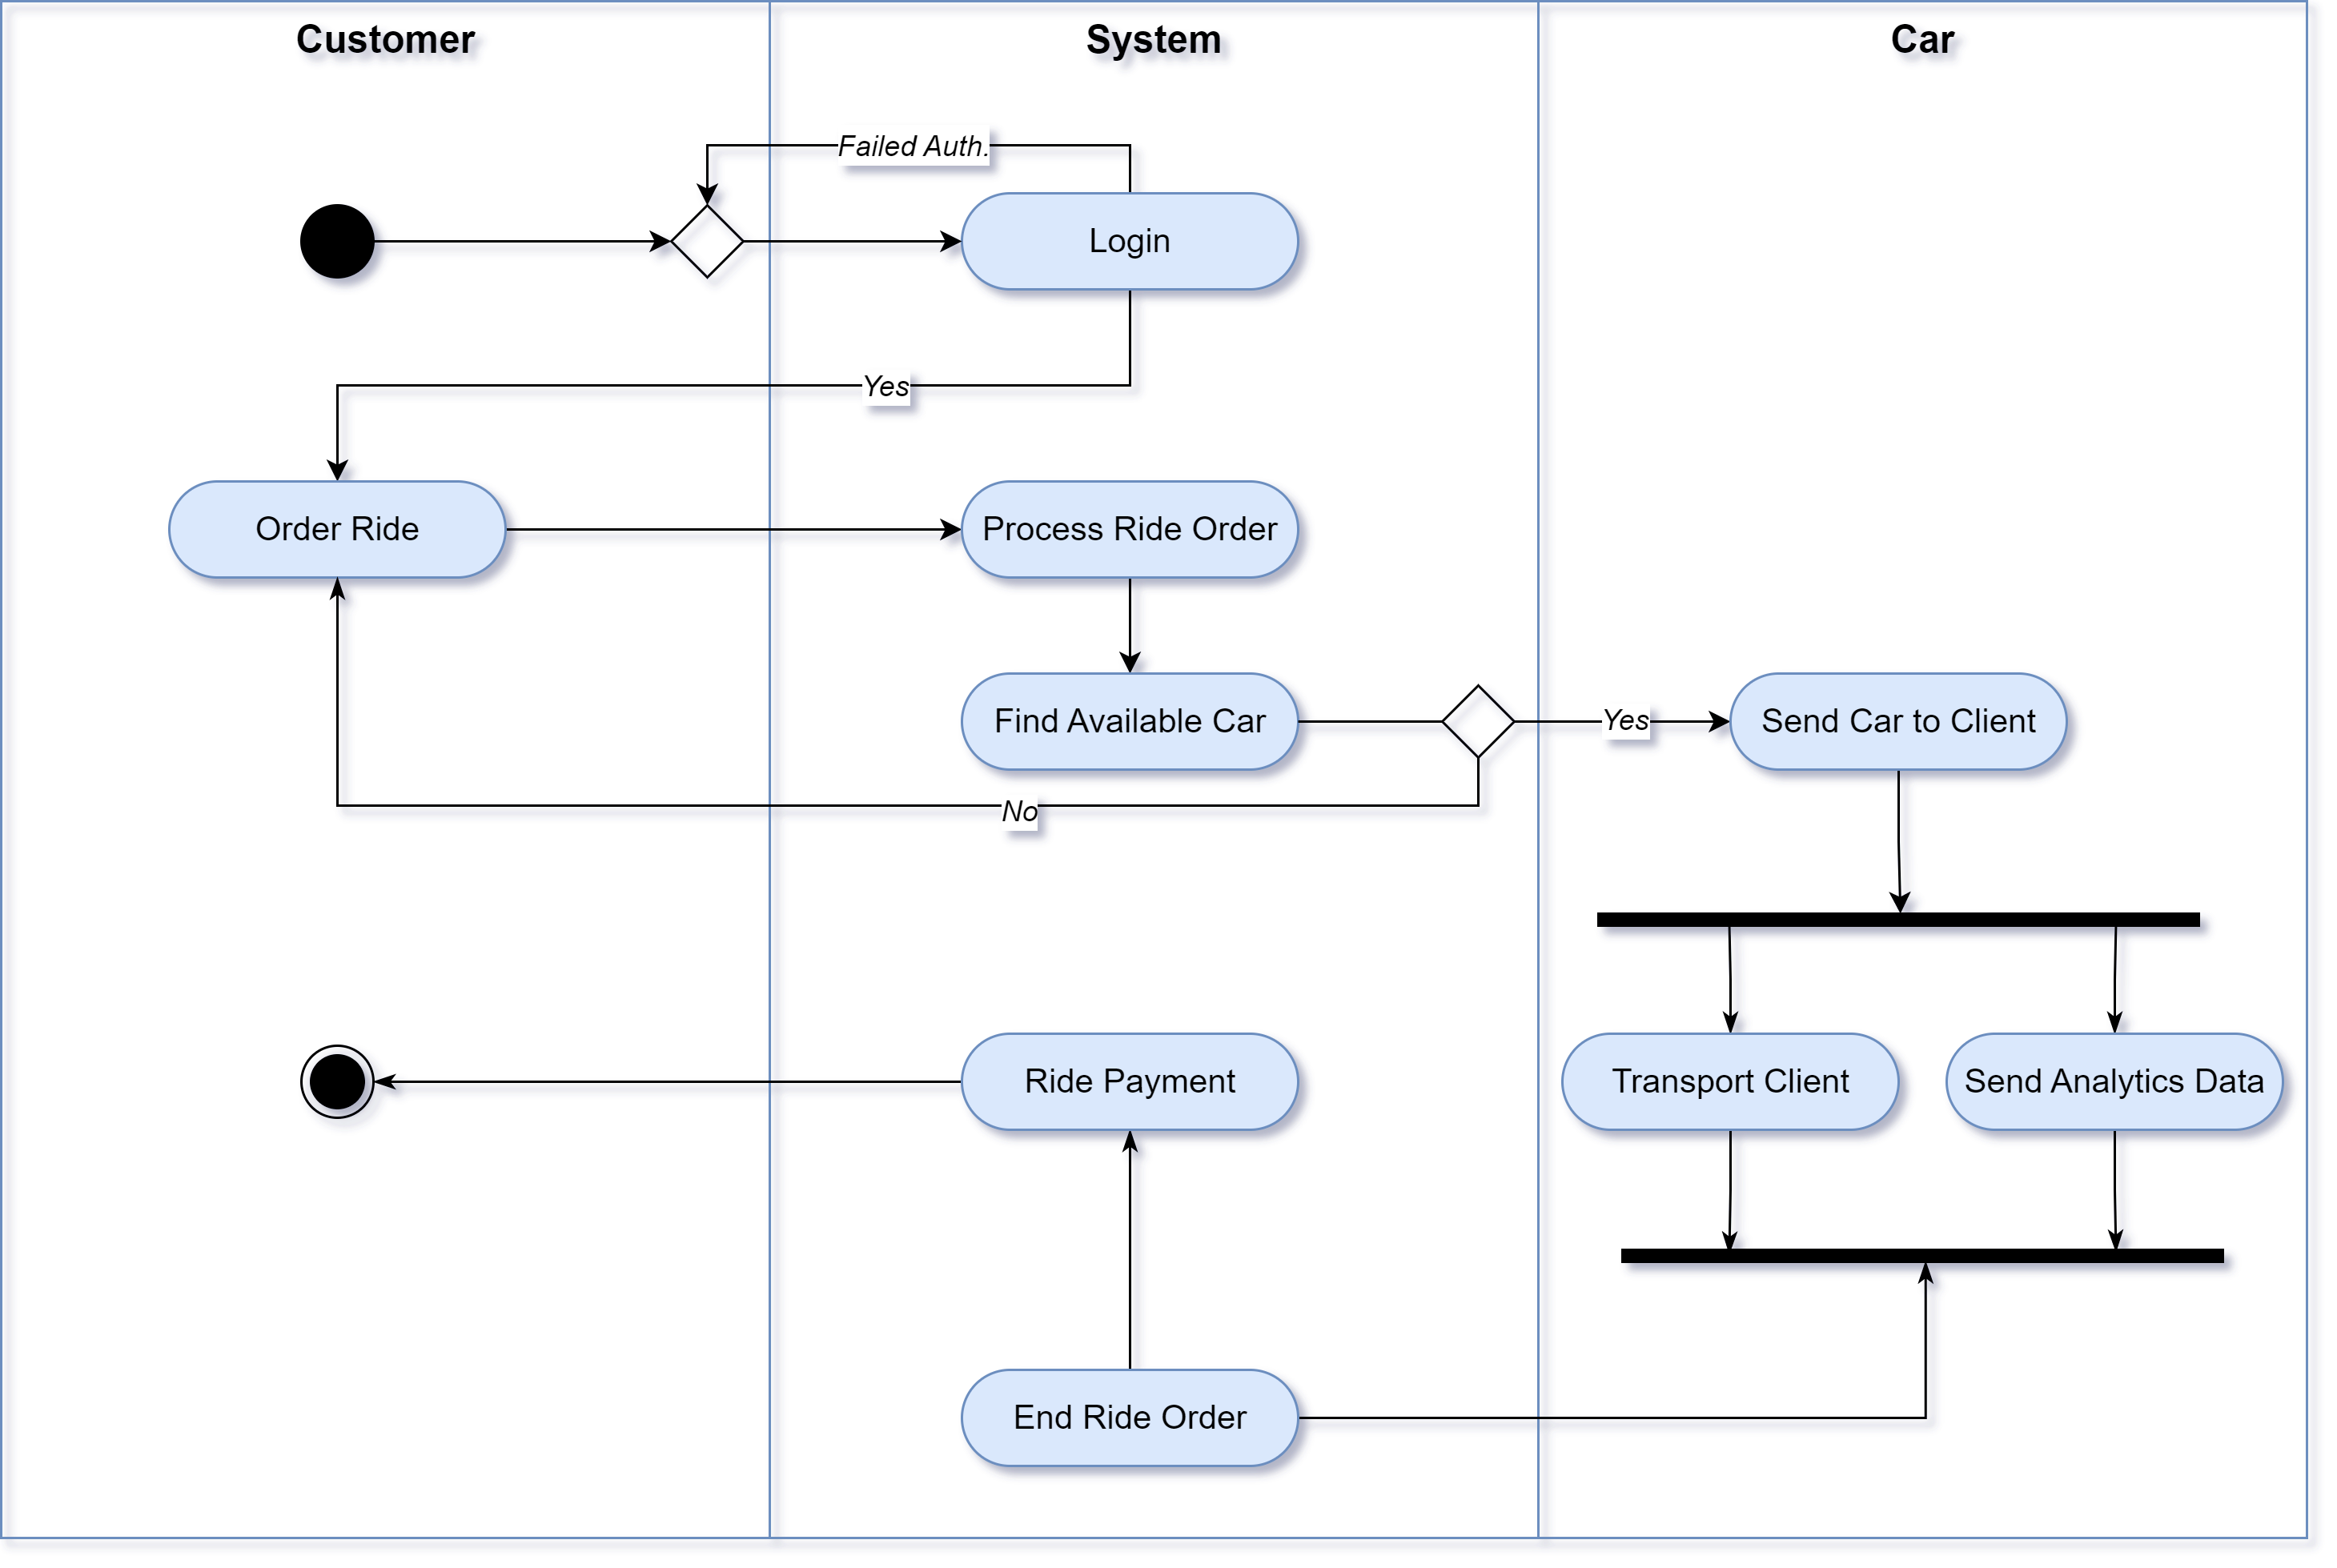 Customer
System
Car
Failed Auth.
Login
Yes
Order Ride
Process Ride Order
Find Available Car
Yes
Send Car to Client
No
Ride Payment
Transport Client
Send Analytics Data
End Ride Order